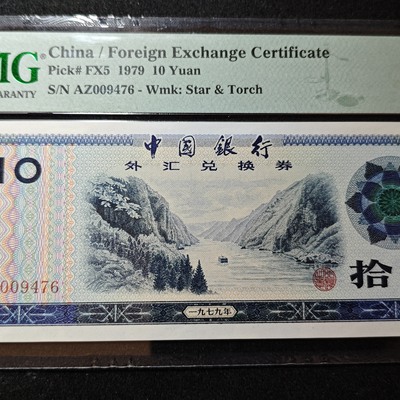 MG
ARANTY
China / Foreign Exchange Certificate
Pick# FX5 1979 10 Yuan
S/N AZ009476 - Wmk: Star & Torch
中国银行
外汇兑换券
10
009476
拾
一九七九年